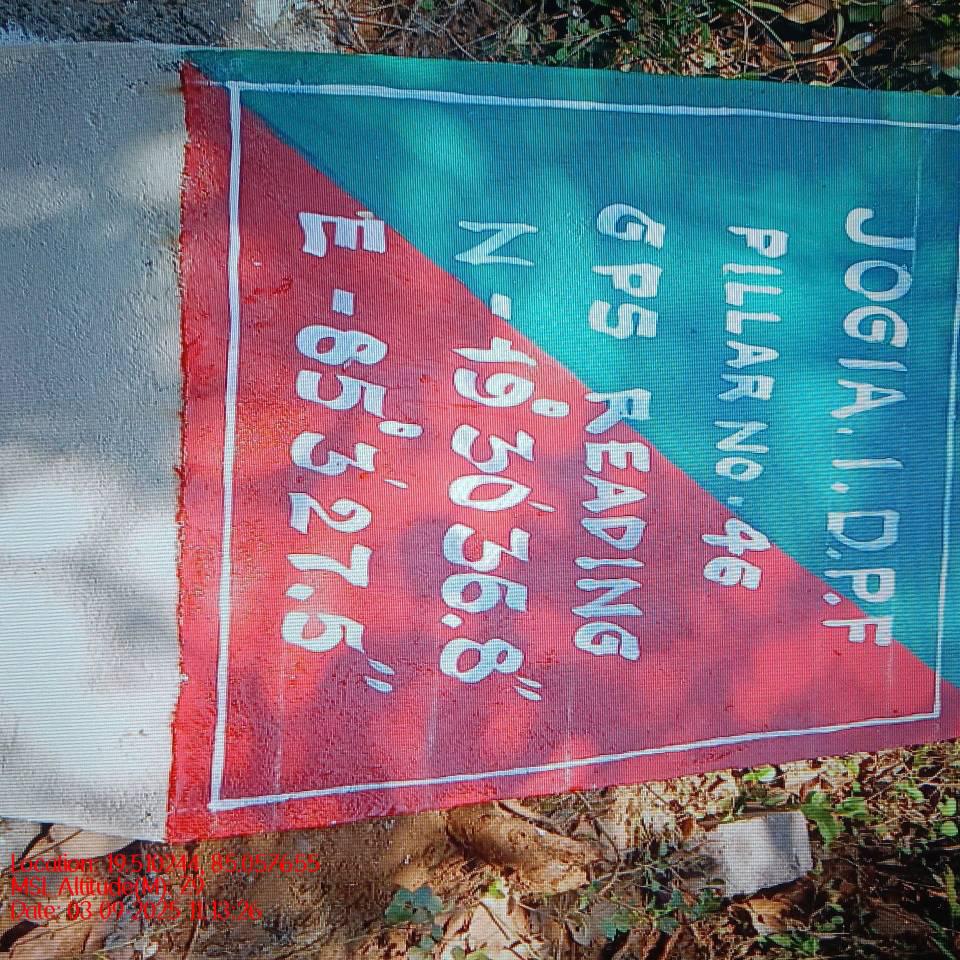 JOGIA. I.D.P.F
PILLAR NO. 96
GPS READING
N - 19° 30' 36.8"
E - 85° 3' 27.5"
Location: 19.510244, 85.057655
MSL Altitude(M): 29
Date: 03-09-2025 11:13:26